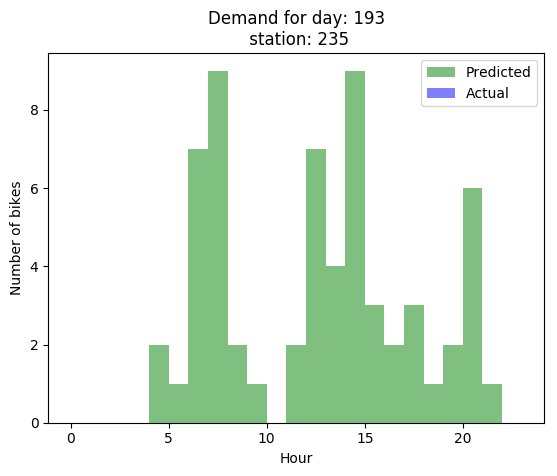 Demand for day: 193
station: 235
Predicted
Actual
Number of bikes
8
6
4
2
0
0
5
10
15
20
Hour